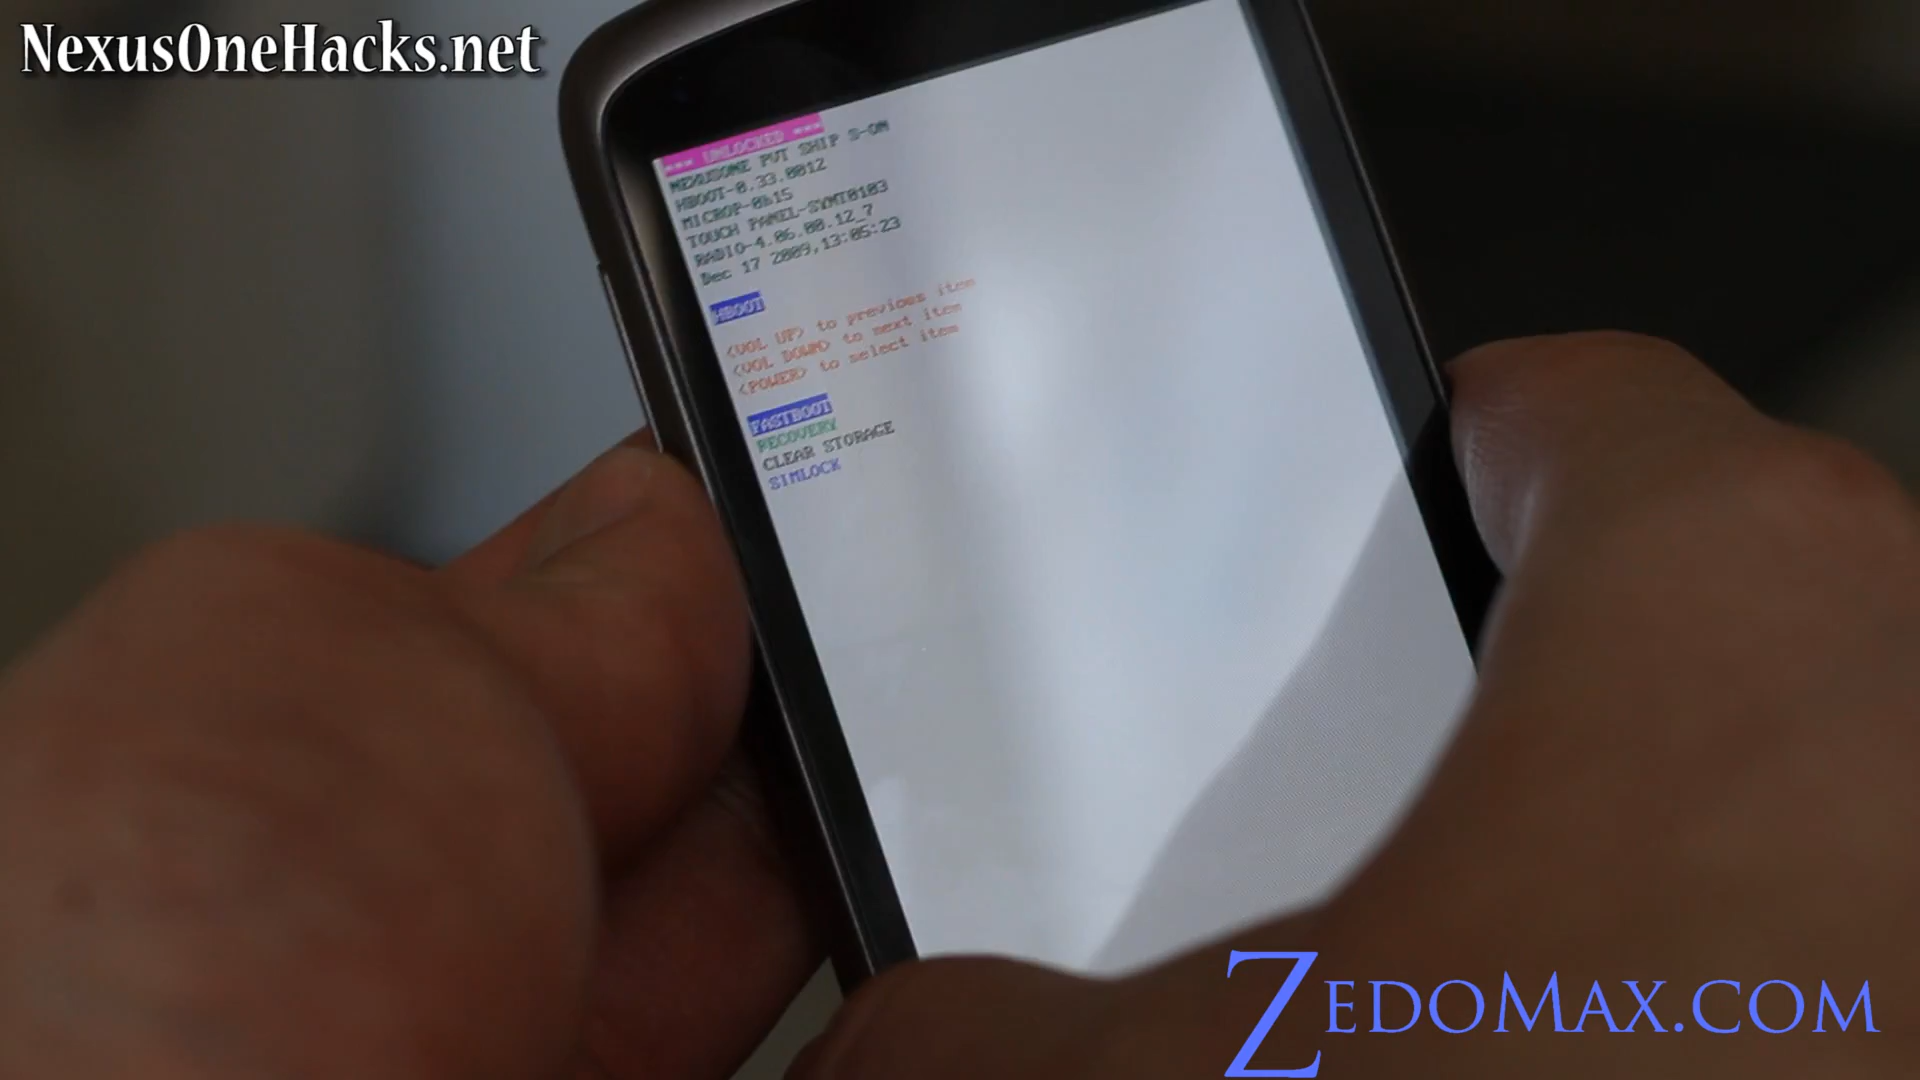 NexusOneHacks.net
*** UNLOCKED ***
NEXUSONE PVT SHIP S-ON
HBOOT-0.33.0012
MICROP-0b15
TOUCH PANEL-SYNT0103
RADIO-4.06.00.12_7
Dec 17 2009,13:05:23
HBOOT
<VOL UP> to previous item
<VOL DOWN> to next item
<POWER> to select item
FASTBOOT
RECOVERY
CLEAR STORAGE
SIMLOCK
ZEDOMAX.COM